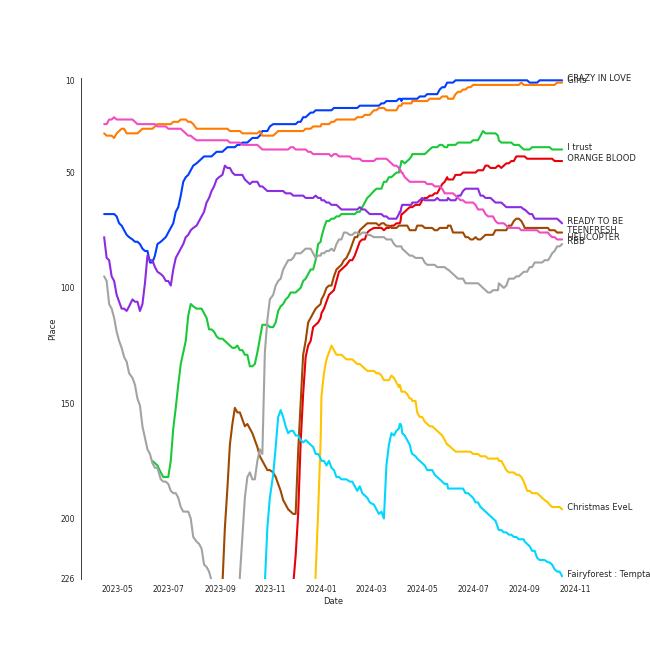 10
50
100
150
200
226
Place
2023-05
2023-07
2023-09
2023-11
2024-01
2024-03
2024-05
2024-07
2024-09
2024-11
Date
CRAZY IN LOVE
I trust
ORANGE BLOOD
READY TO BE
TEENFRESH
HELICOPTER
RBB
Christmas EveL
Fairyforest : Tempta